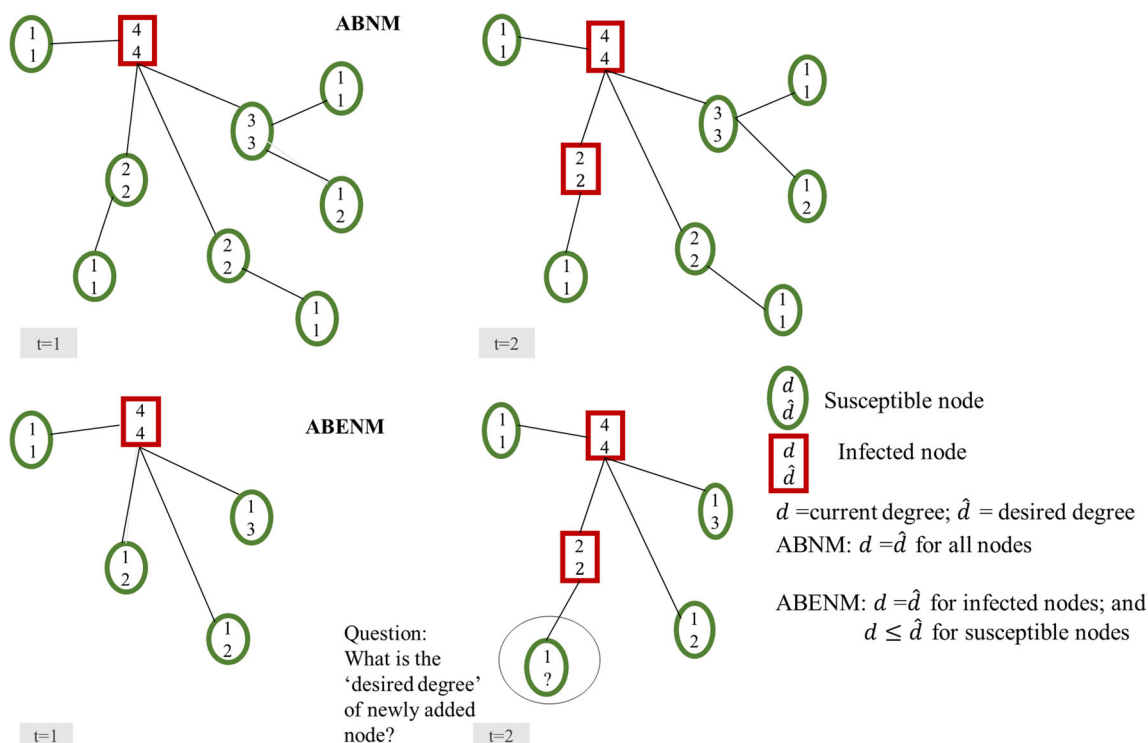 ABNM
1
1
4
4
1
1
3
3
2
2
1
2
2
2
1
1
1
1
t=1
1
1
4
4
1
1
3
3
2
2
1
2
2
2
1
1
1
1
t=2
ABENM
1
1
4
4
1
3
1
2
1
2
t=1
Question:
What is the
‘desired degree’
of newly added
node?
1
1
4
4
1
3
2
2
1
2
1
?
t=2
d
d̂
Susceptible node
d
d̂
Infected node
d =current degree; d̂ = desired degree
ABNM: d =d̂ for all nodes
ABENM: d =d̂ for infected nodes; and
d ≤ d̂ for susceptible nodes